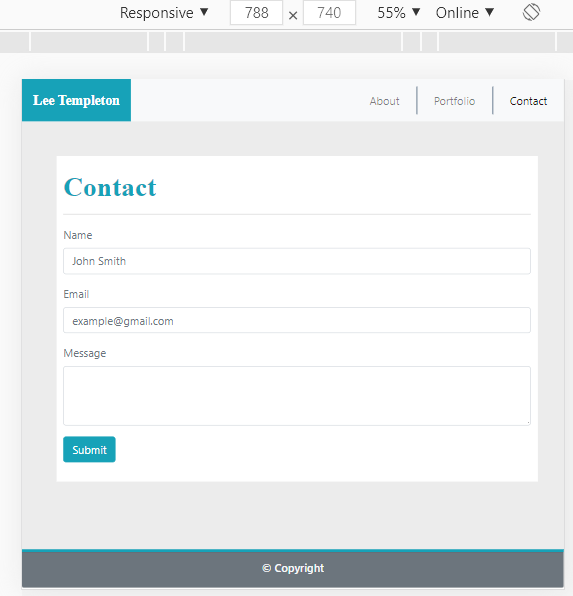 Responsive ▼ 788 × 740 55% ▼ Online ▼
Lee Templeton About Portfolio Contact
Contact
Name
John Smith
Email
example@gmail.com
Message
Submit
© Copyright